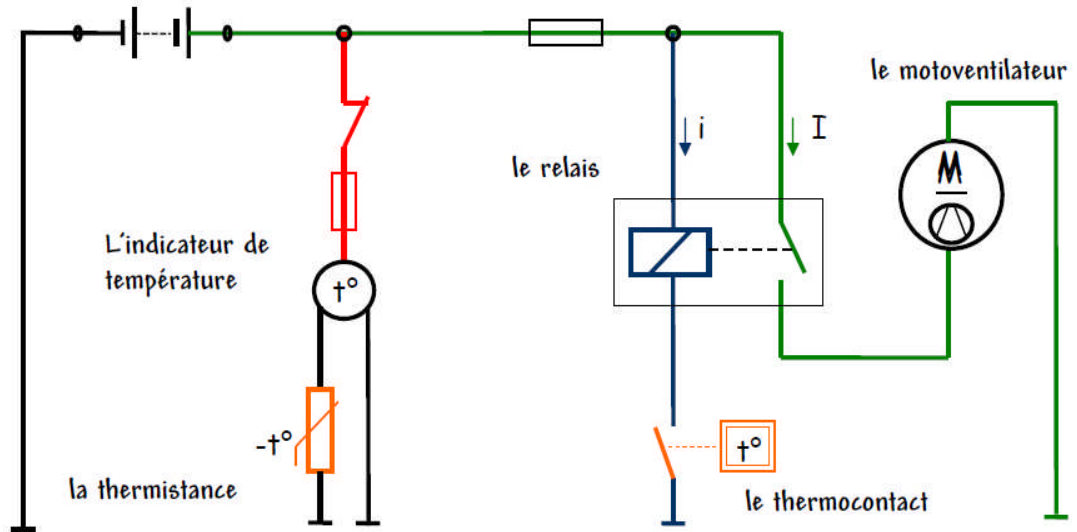 le motoventilateur
i
I
le relais
M
L'indicateur de
température
t°
-t°
t°
la thermistance
le thermocontact